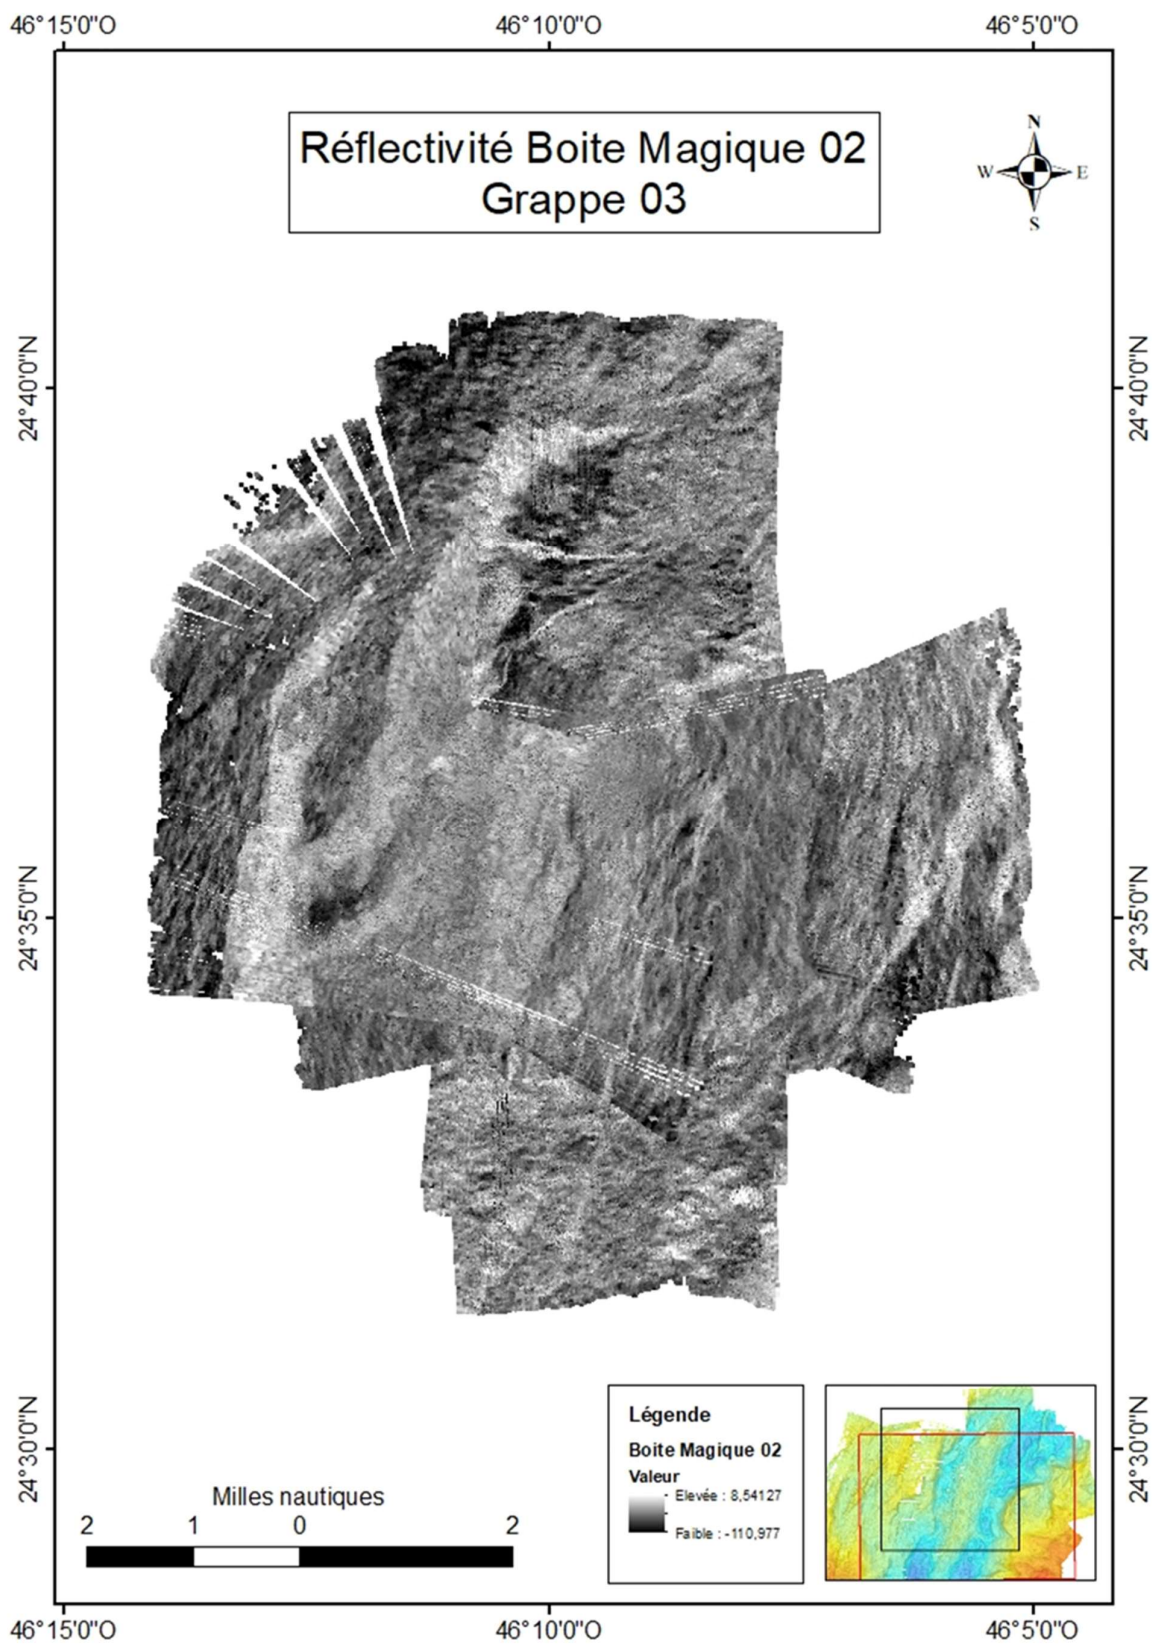 46°15'0"O 46°10'0"O 46°5'0"O
Réflectivité Boite Magique 02
Grappe 03
N
W E
S
24°40'0"N 24°40'0"N
24°35'0"N 24°35'0"N
24°30'0"N 24°30'0"N
Milles nautiques
2 1 0 2
Légende
Boite Magique 02
Valeur
Elevée : 8,54127
Faible : -110,977
46°15'0"O 46°10'0"O 46°5'0"O